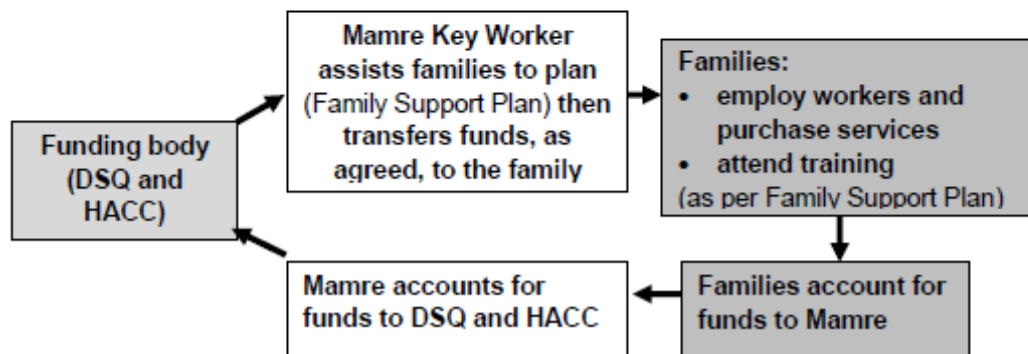 Funding body
(DSQ and
HACC)
Mamre Key Worker
assists families to plan
(Family Support Plan) then
transfers funds, as
agreed, to the family
Families:
• employ workers and
purchase services
• attend training
(as per Family Support Plan)
Families account for
funds to Mamre
Mamre accounts for
funds to DSQ and HACC